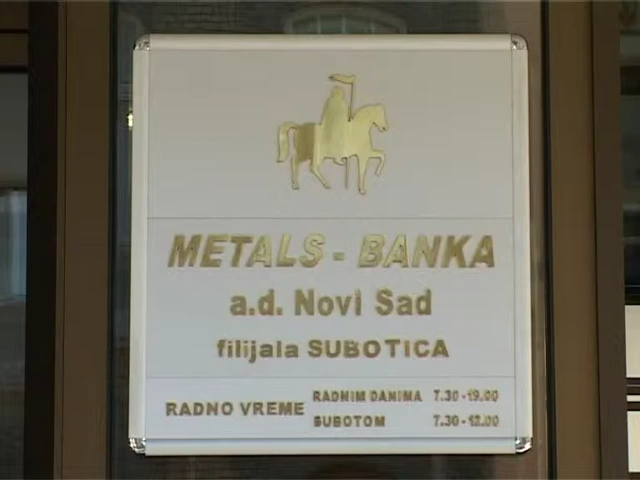 METALS - BANKA
a.d. Novi Sad
filijala SUBOTICA
RADNO VREME
RADNIM DANIMA 7.30 - 19.00
SUBOTOM 7.30 - 12.00